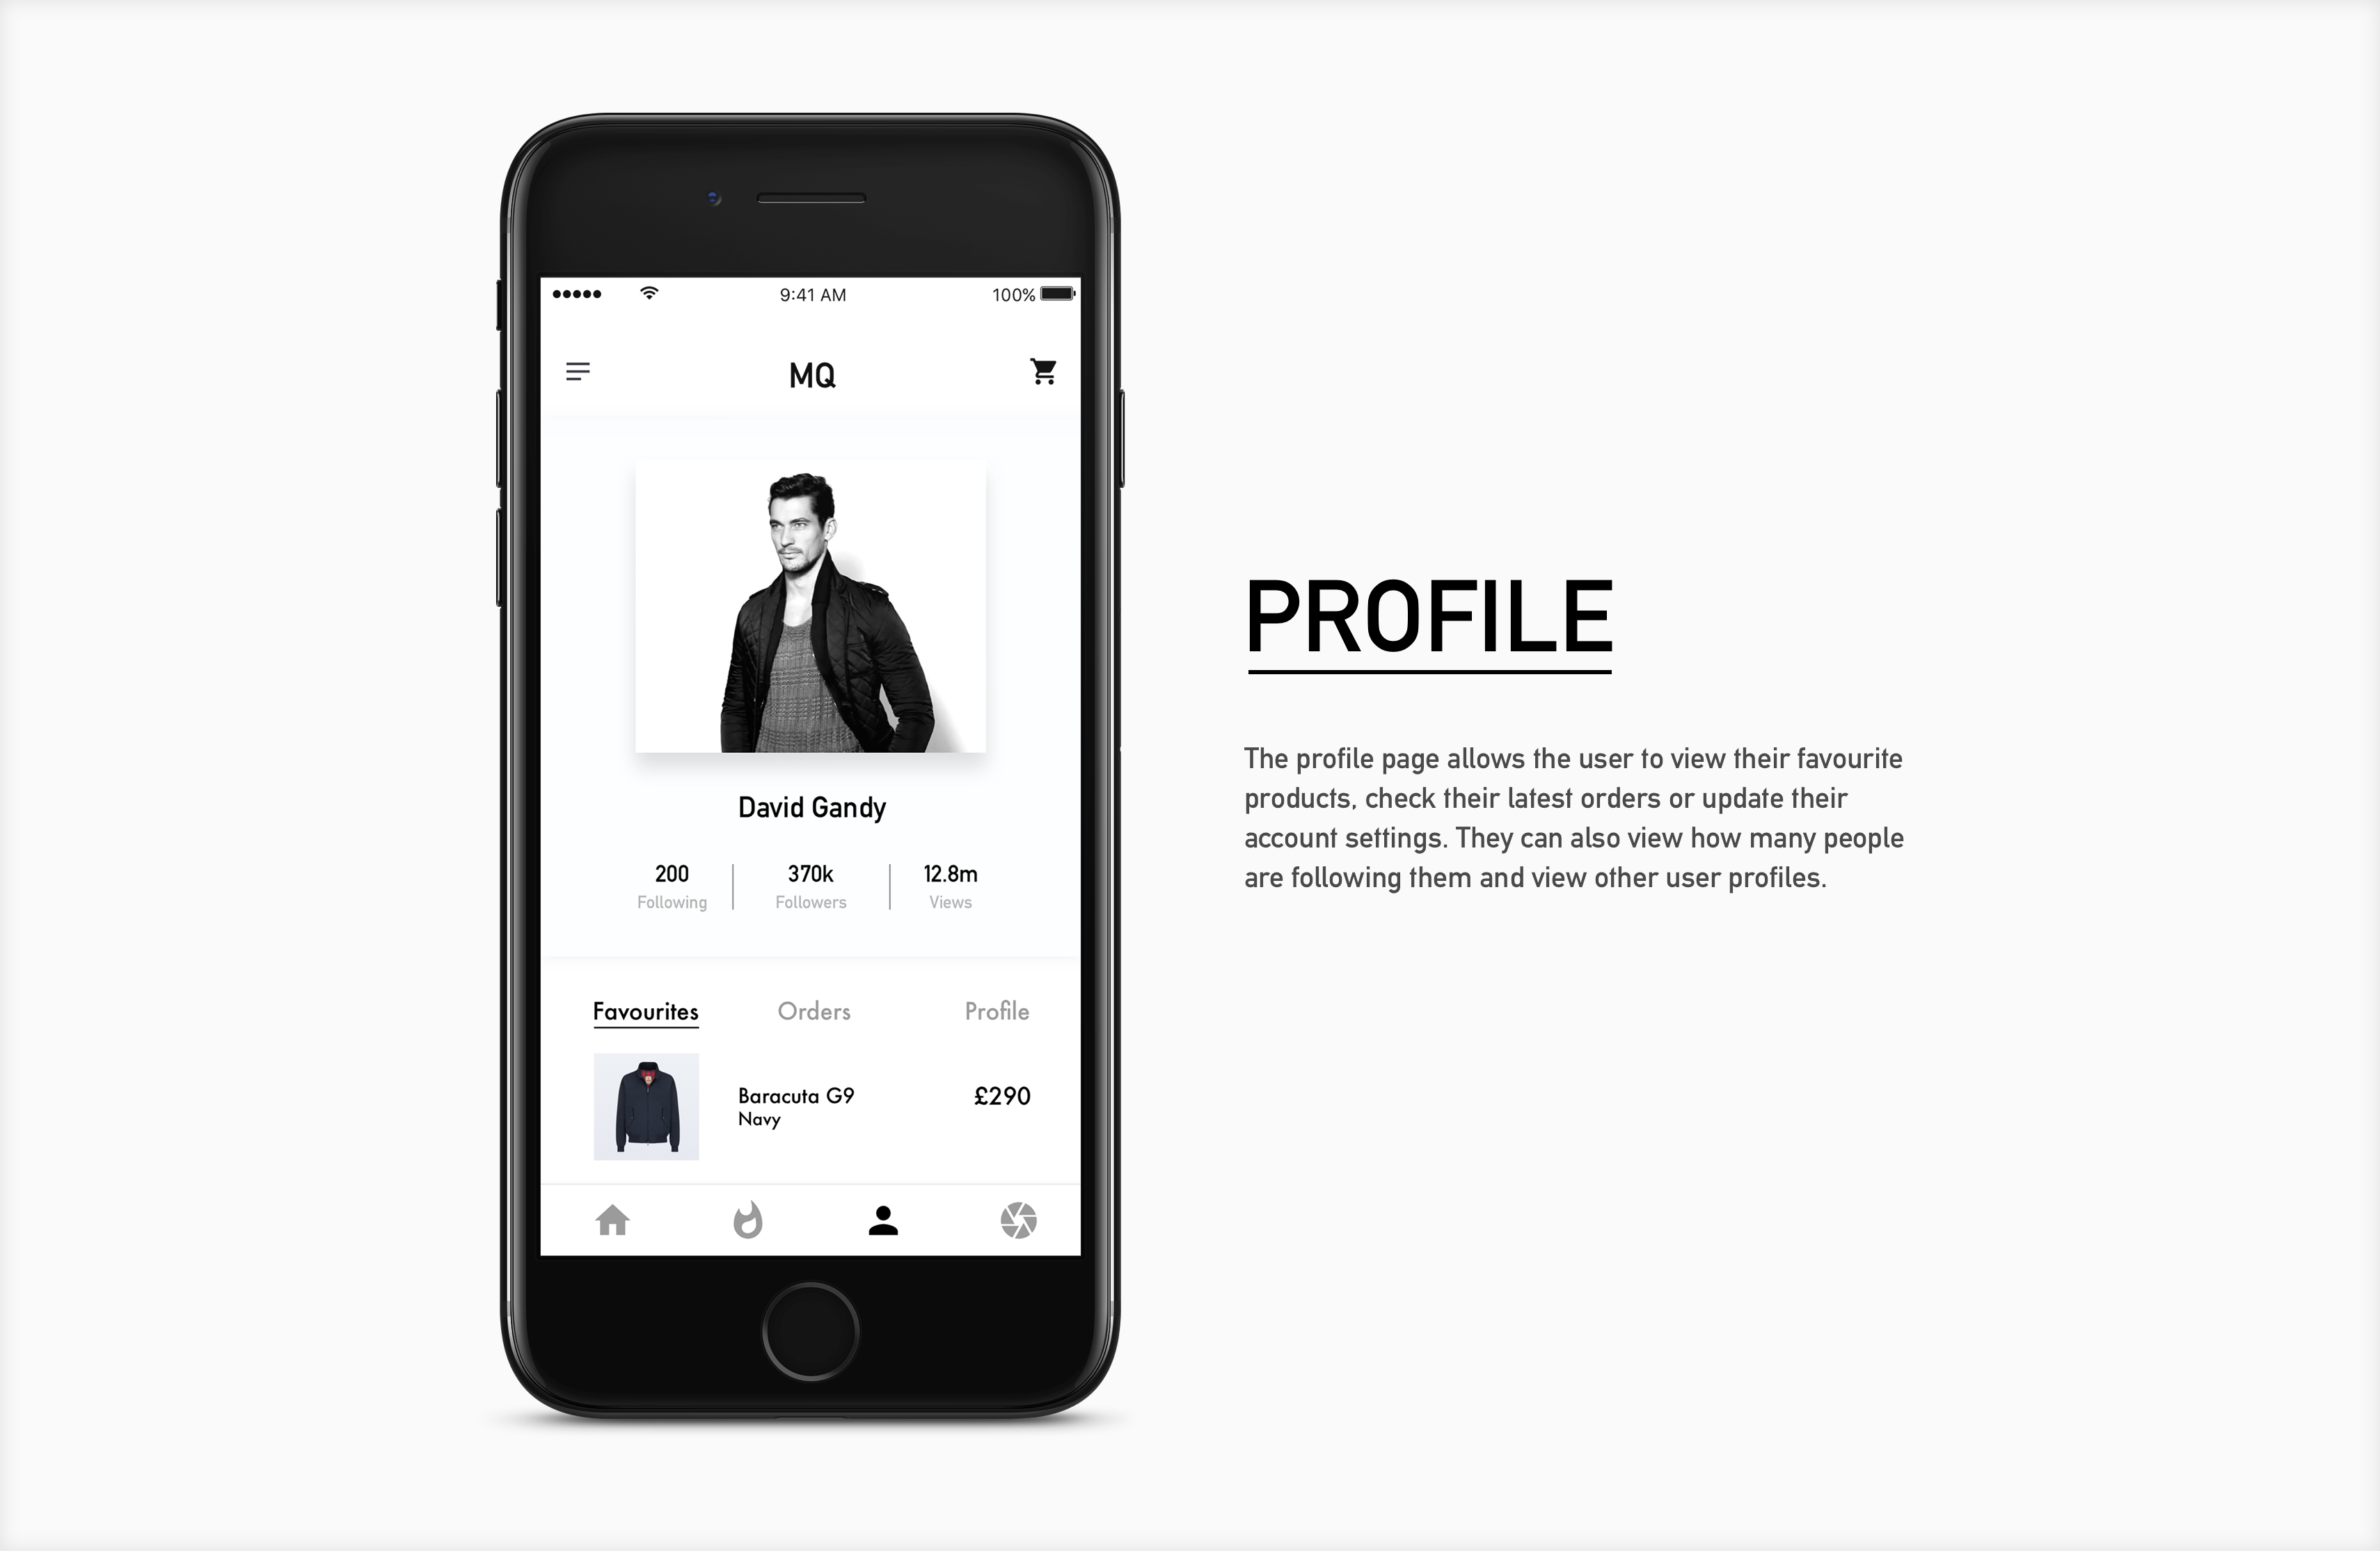 9:41 AM
100%
MQ
David Gandy
200
370k
12.8m
Following
Followers
Views
Favourites
Orders
Profile
Baracuta G9
£290
Navy
PROFILE
The profile page allows the user to view their favourite
products, check their latest orders or update their
account settings. They can also view how many people
are following them and view other user profiles.